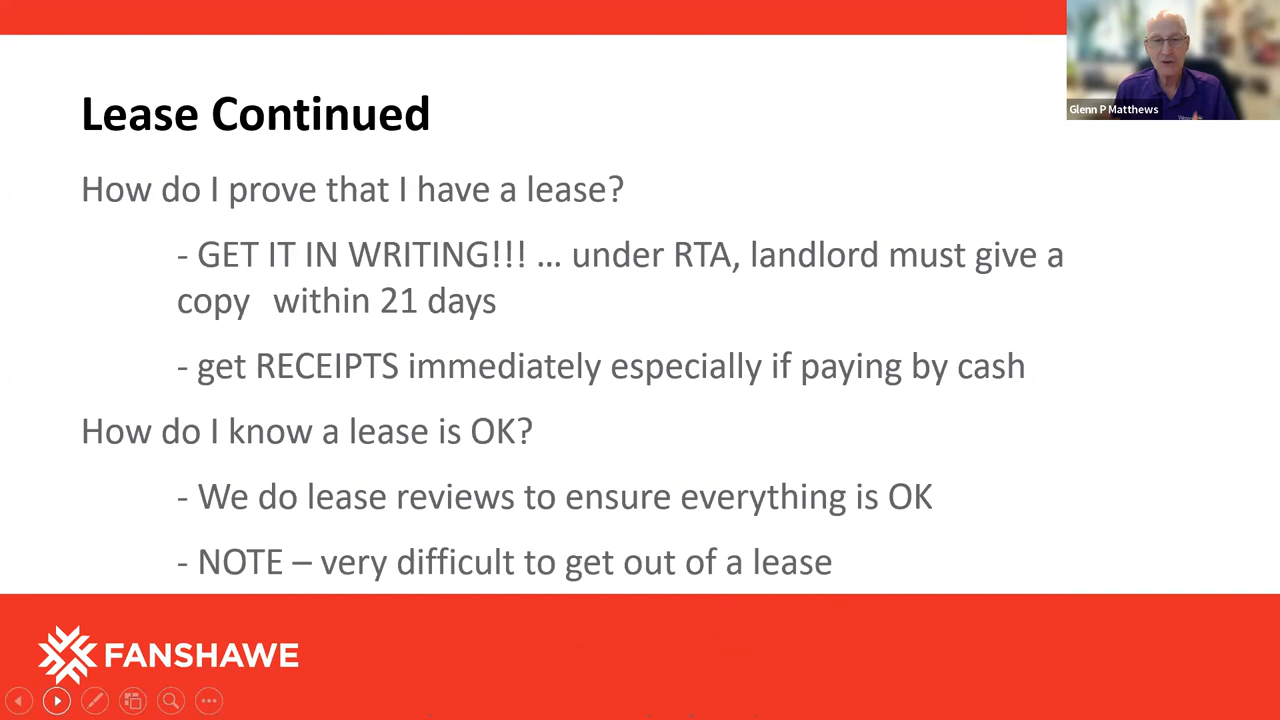 Glenn P Matthews
Lease Continued
How do I prove that I have a lease?
- GET IT IN WRITING!!! … under RTA, landlord must give a
copy within 21 days
- get RECEIPTS immediately especially if paying by cash
How do I know a lease is OK?
- We do lease reviews to ensure everything is OK
- NOTE – very difficult to get out of a lease
FANSHAWE